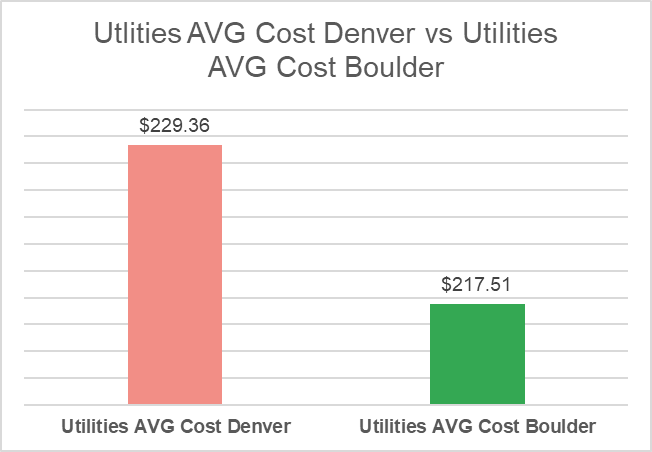 Utlities AVG Cost Denver vs Utilities
AVG Cost Boulder
$229.36
$217.51
Utilities AVG Cost Denver
Utilities AVG Cost Boulder